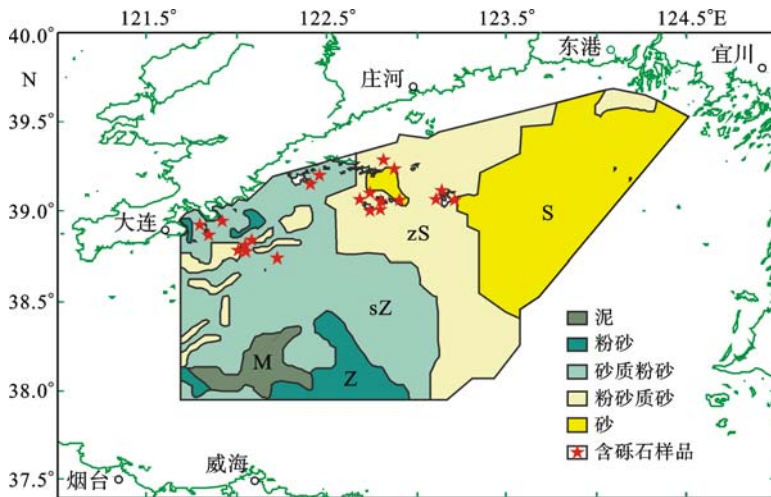 121.5° 122.5° 123.5° 124.5°E
40.0°
N
39.5°
39.0°
38.5°
38.0°
37.5°
东港
宜川
庄河
大连
zS
S
sZ
M
Z
泥
粉砂
砂质粉砂
粉砂质砂
砂
含砾石样品
威海
烟台